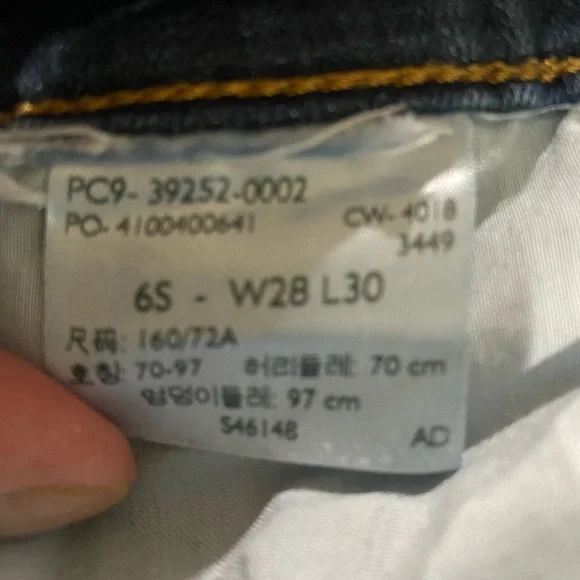 PC9- 39252-0002
PO- 4100400641 CW- 4018
3449
6S - W28 L30
尺码: 160/72A
호칭: 70-97 허리둘레: 70 cm
엉덩이둘레: 97 cm
S46148 AD